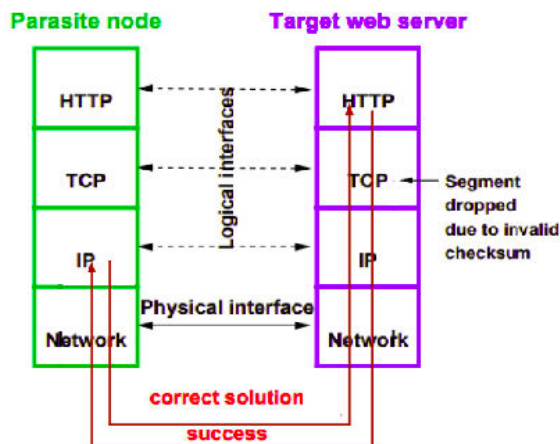 Parasite node
Target web server
HTTP
HTTP
Logical interfaces
TCP
TCP
Segment
dropped
due to invalid
checksum
IP
IP
Physical interface
Network
Network
correct solution
success